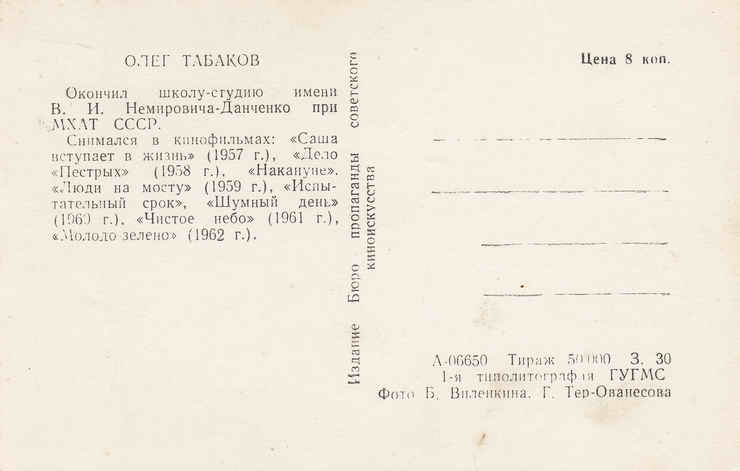 ОЛЕГ ТАБАКОВ
Окончил школу-студию имени
В. И. Немировича-Данченко при
МХАТ СССР.
Снимался в кинофильмах: «Саша
вступает в жизнь» (1957 г.), «Дело
«Пестрых» (1958 г.), «Накануне».
«Люди на мосту» (1959 г.), «Испы-
тательный срок», «Шумный день»
(1960 г.). «Чистое небо» (1961 г.),
«Молодо-зелено» (1962 г.).
Издание Бюро пропаганды советского
киноискусства
Цена 8 коп.
А-06650 Тираж 50 000 З. 30
1-я типолитография ГУГМС
Фото Б. Виленкина. Г. Тер-Ованесова